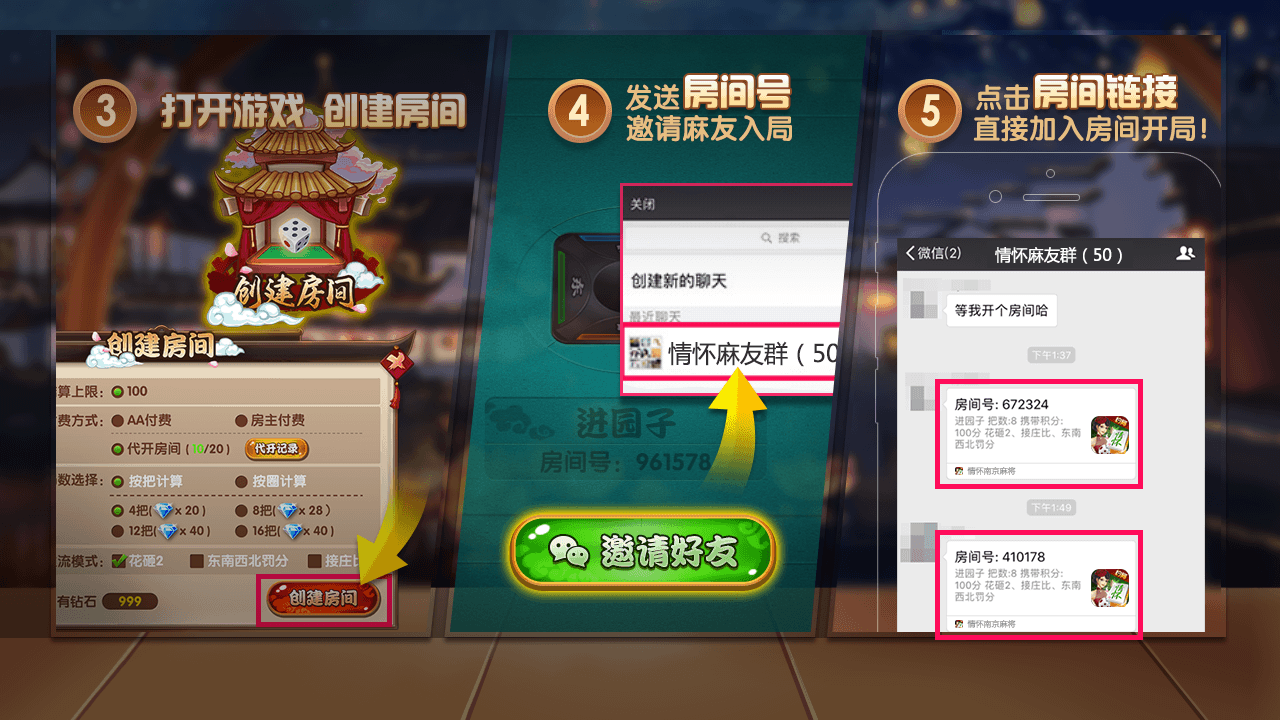 3
打开游戏 创建房间
创建房间
创建房间
算上限: 100
费方式: AA付费 房主付费
代开房间 ( 10/20 ) 代开记录
数选择: 按把计算 按圈计算
4把( x 20 ) 8把( x 28 )
12把( x 40 ) 16把( x 40 )
流模式: 花砸2 东南西北罚分 接庄比
有钻石 999
创建房间
4
发送房间号
邀请麻友入局
关闭
搜索
创建新的聊天
最近聊天
情怀麻友群 ( 50
东
进园子
房间号: 961578
邀请好友
5
点击房间链接
直接加入房间开局!
微信(2) 情怀麻友群 ( 50 )
等我开个房间哈
下午1:37
房间号: 672324
进园子 把数:8 携带积分:
100分 花砸2、接庄比、东南
西北罚分
情怀南京麻将
下午1:49
房间号: 410178
进园子 把数:8 携带积分:
100分 花砸2、接庄比、东南
西北罚分
情怀南京麻将